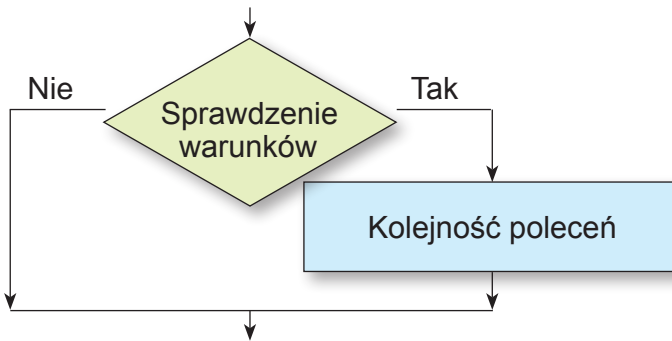 Nie
Tak
Sprawdzenie
warunków
Kolejność poleceń